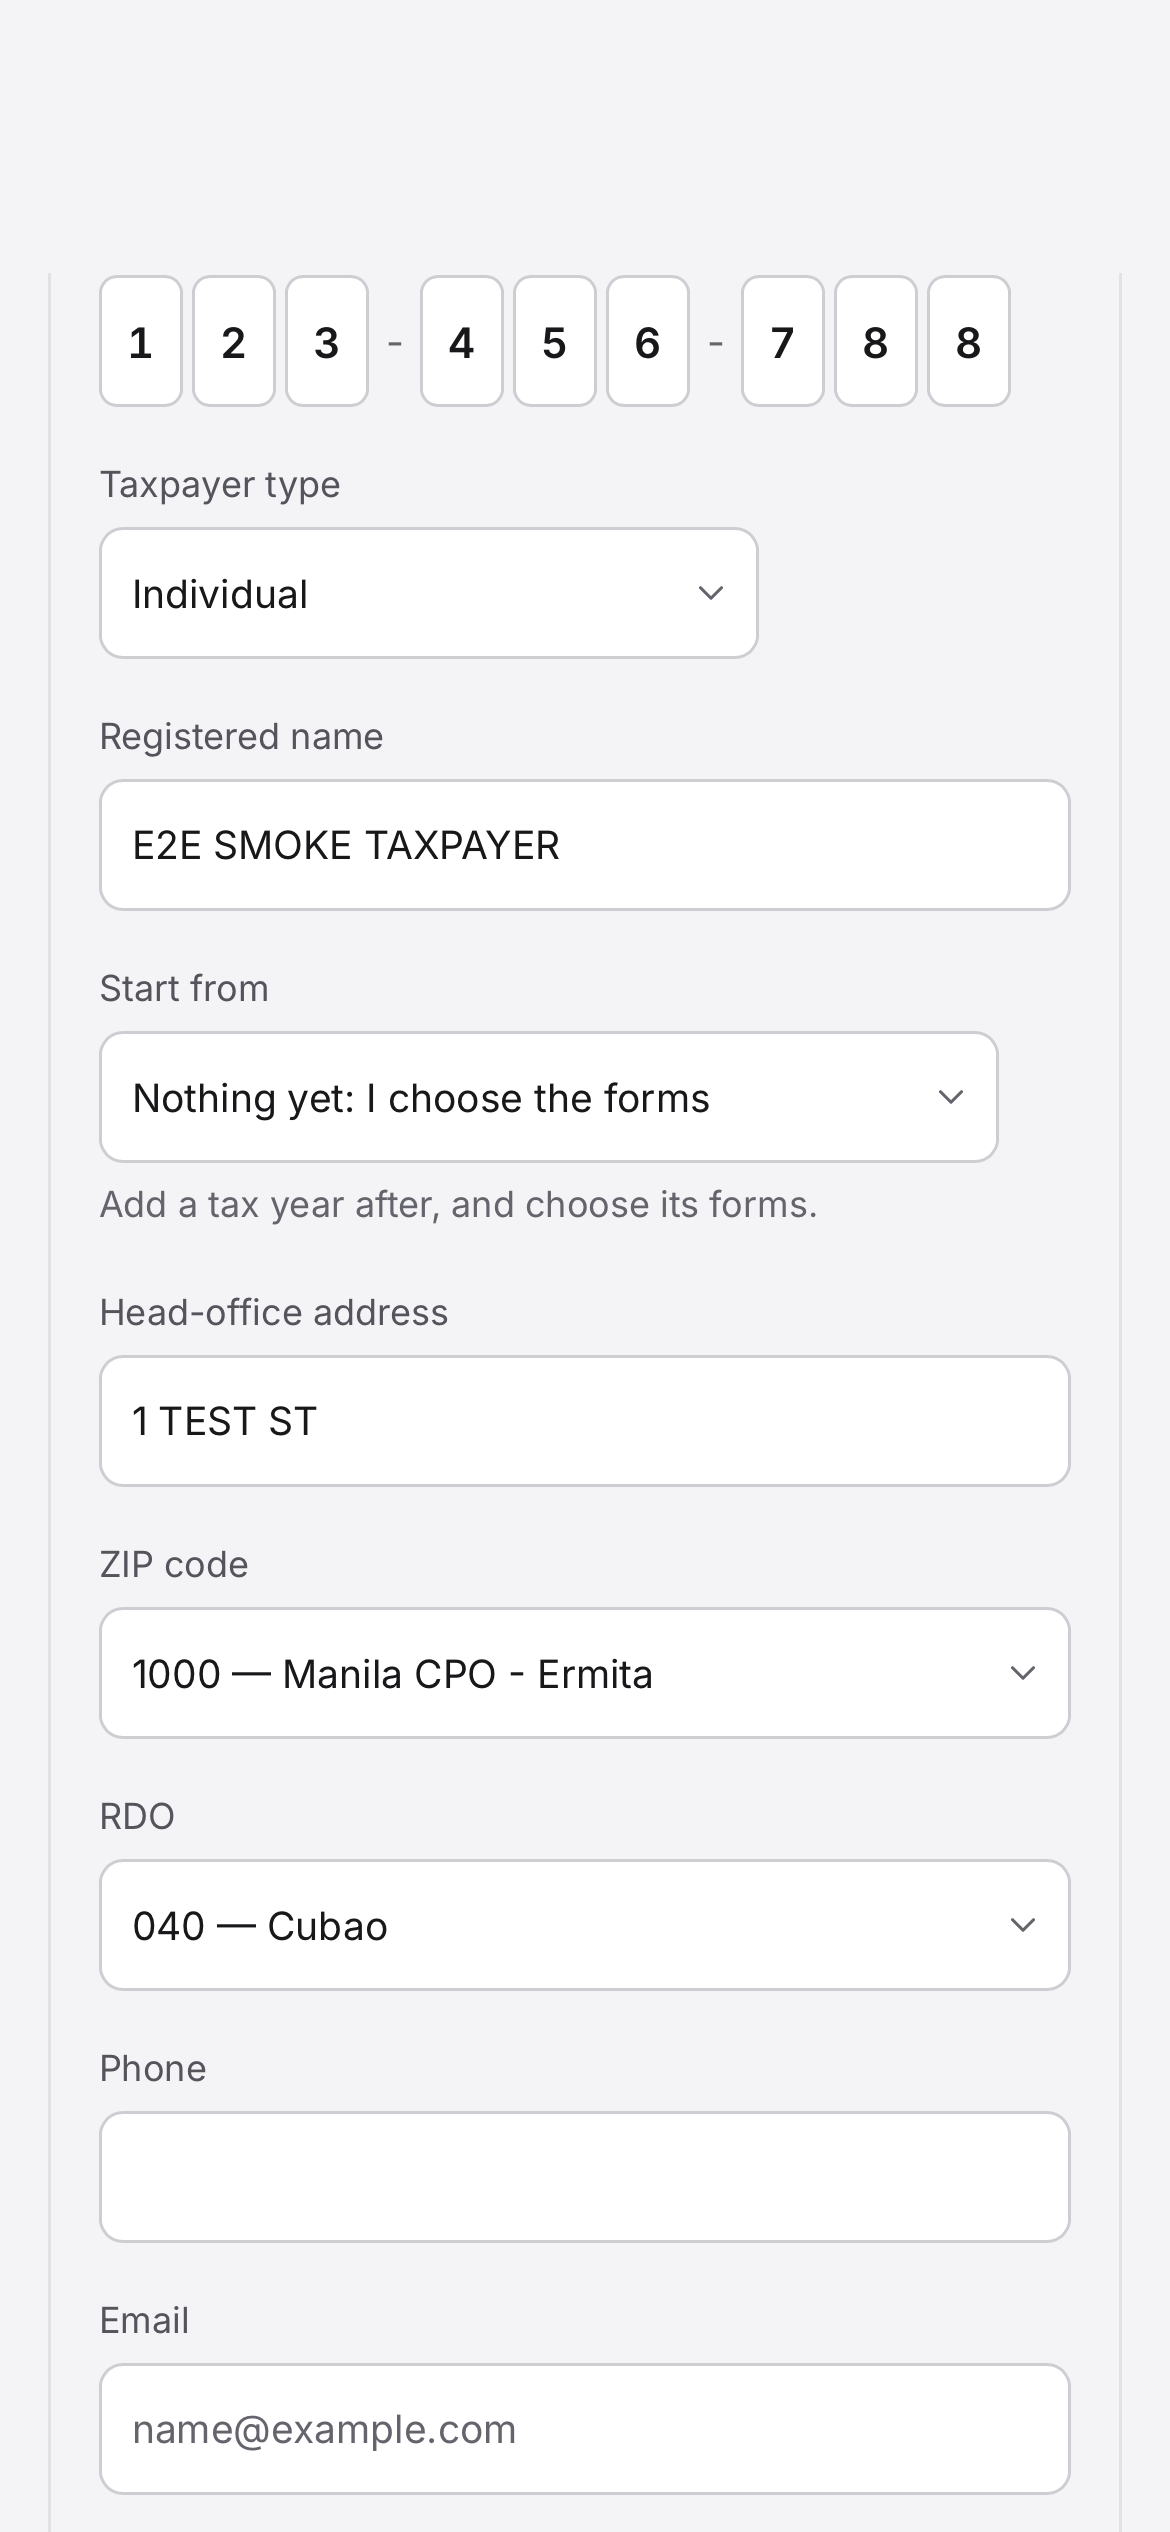 1 2 3 - 4 5 6 - 7 8 8
Taxpayer type
Individual
Registered name
E2E SMOKE TAXPAYER
Start from
Nothing yet: I choose the forms
Add a tax year after, and choose its forms.
Head-office address
1 TEST ST
ZIP code
1000 — Manila CPO - Ermita
RDO
040 — Cubao
Phone
Email
name@example.com